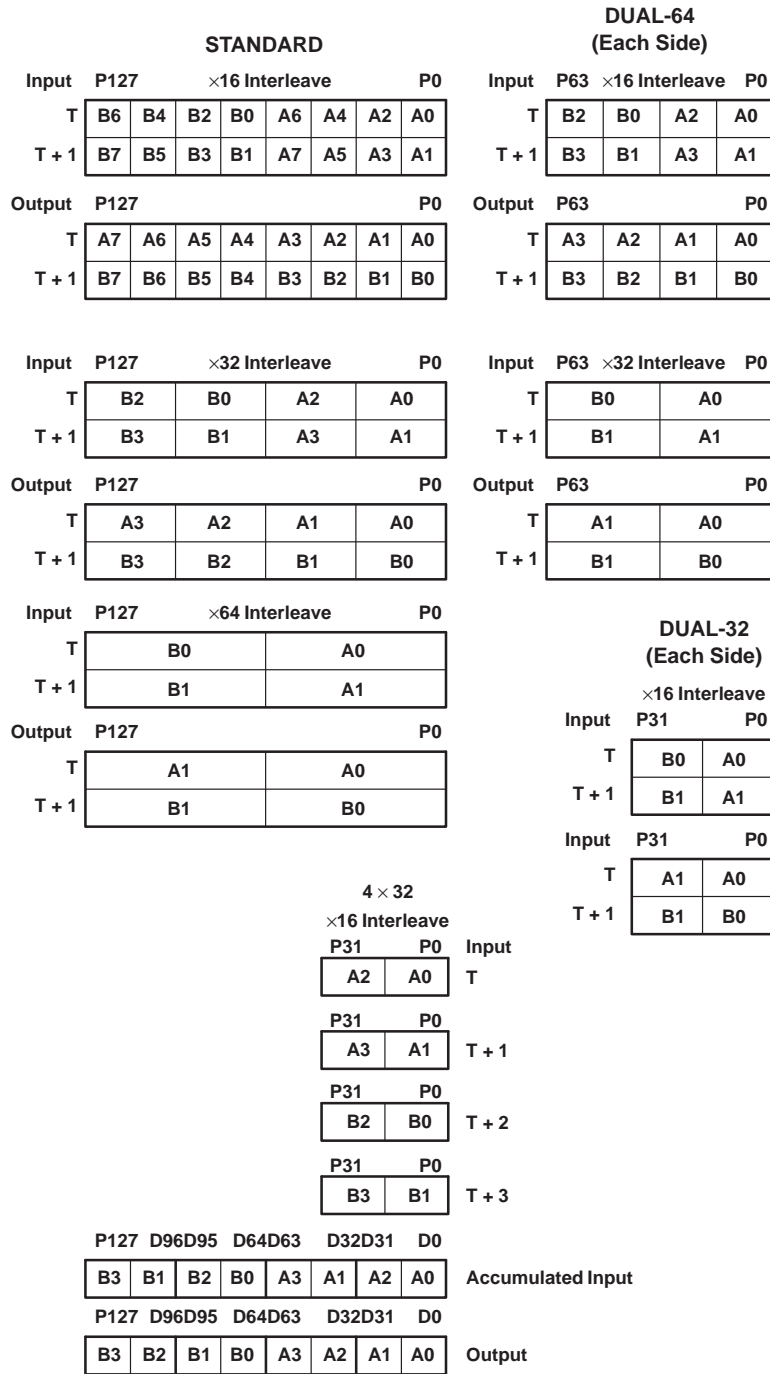 STANDARD
Input P127 ×16 Interleave P0
T B6 B4 B2 B0 A6 A4 A2 A0
T + 1 B7 B5 B3 B1 A7 A5 A3 A1
Output P127 P0
T A7 A6 A5 A4 A3 A2 A1 A0
T + 1 B7 B6 B5 B4 B3 B2 B1 B0
Input P127 ×32 Interleave P0
T B2 B0 A2 A0
T + 1 B3 B1 A3 A1
Output P127 P0
T A3 A2 A1 A0
T + 1 B3 B2 B1 B0
Input P127 ×64 Interleave P0
T B0 A0
T + 1 B1 A1
Output P127 P0
T A1 A0
T + 1 B1 B0
DUAL-64
(Each Side)
Input P63 ×16 Interleave P0
T B2 B0 A2 A0
T + 1 B3 B1 A3 A1
Output P63 P0
T A3 A2 A1 A0
T + 1 B3 B2 B1 B0
Input P63 ×32 Interleave P0
T B0 A0
T + 1 B1 A1
Output P63 P0
T A1 A0
T + 1 B1 B0
DUAL-32
(Each Side)
×16 Interleave
Input P31 P0
T B0 A0
T + 1 B1 A1
Input P31 P0
T A1 A0
T + 1 B1 B0
4 × 32
×16 Interleave
P31 P0 Input
A2 A0 T
P31 P0
A3 A1 T + 1
P31 P0
B2 B0 T + 2
P31 P0
B3 B1 T + 3
P127 D96D95 D64D63 D32D31 D0
B3 B1 B2 B0 A3 A1 A2 A0 Accumulated Input
P127 D96D95 D64D63 D32D31 D0
B3 B2 B1 B0 A3 A2 A1 A0 Output